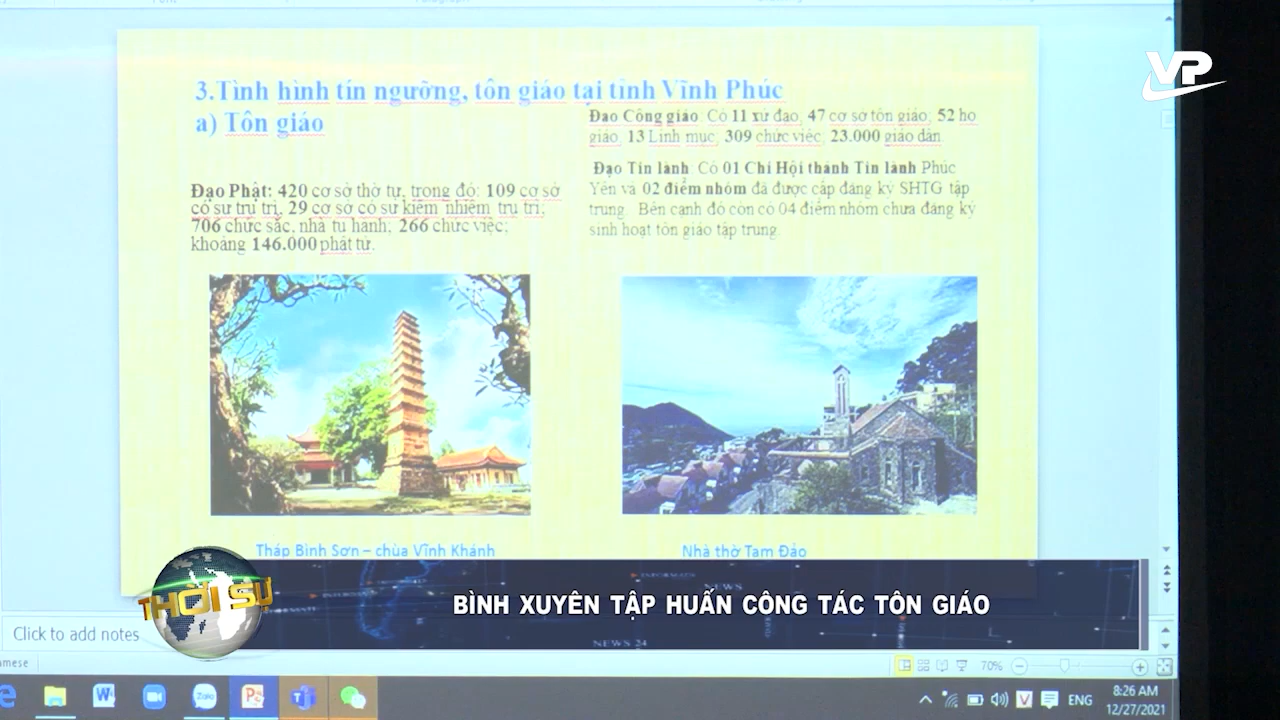 VP
3.Tình hình tín ngưỡng, tôn giáo tại tỉnh Vĩnh Phúc
a) Tôn giáo
Đạo Phật: 420 cơ sở thờ tự, trong đó: 109 cơ sở
có sư trụ trì, 29 cơ sở có sư kiêm nhiệm trụ trì;
706 chức sắc, nhà tu hành; 266 chức việc;
khoảng 146.000 phật tử.
Đạo Công giáo: Có 11 xứ đạo; 47 cơ sở tôn giáo; 52 họ
giáo; 13 Linh mục; 309 chức việc; 23.000 giáo dân.
Đạo Tin lành: Có 01 Chi Hội thánh Tin lành Phúc
Yên và 02 điểm nhóm đã được cấp đăng ký SHTG tập
trung. Bên cạnh đó còn có 04 điểm nhóm chưa đăng ký
sinh hoạt tôn giáo tập trung.
Tháp Bình Sơn – chùa Vĩnh Khánh
Nhà thờ Tam Đảo
THỜI SỰ
BÌNH XUYÊN TẬP HUẤN CÔNG TÁC TÔN GIÁO
NEWS
NEWS 24
Click to add notes
70%
Zalo
ENG
8:26 AM
12/27/2021